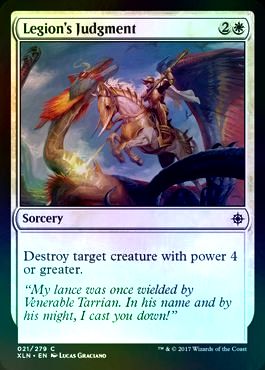 Legion's Judgment 2
Sorcery
Destroy target creature with power 4
or greater.
"My lance was once wielded by
Venerable Tarrian. In his name and by
his might, I cast you down!"
021/279 C
XLN • EN LUCAS GRACIANO
™ & © 2017 Wizards of the Coast